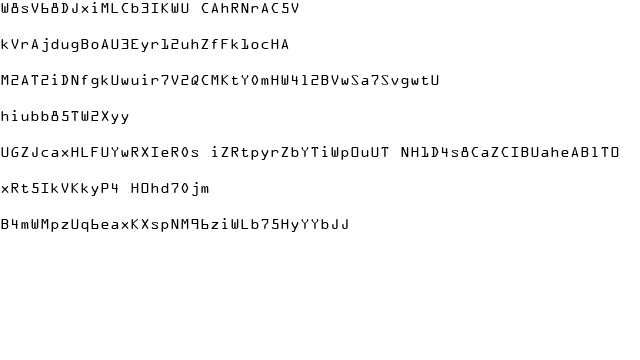 W8sV68DJxiMLCb3IKWU CAhRNrAC5V
kVrAjdugBoAU3Eyr12uhZfFk1ocHA
M2AT2iDNfgkUwuir7V2QCMKtY0mHW412BVwSa7SvgwtU
hiubb85TW2Xyy
UGZJcaxHLFUYwRXIeR0s iZRtpyrZbYTiWpOuUT NH1D4s8CaZCIBUaheAB1TO
xRt5IkVKkyP4 HOhd70jm
B4mWMpzUq6eaxKXspNM96ziWLb75HyYYbJJ